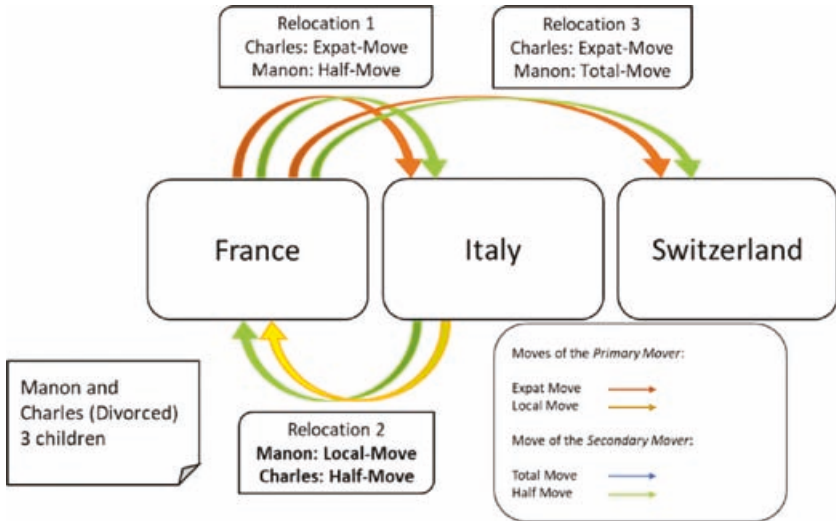 Relocation 1
Charles: Expat-Move
Manon: Half-Move
Relocation 3
Charles: Expat-Move
Manon: Total-Move
France
Italy
Switzerland
Manon and
Charles (Divorced)
3 children
Relocation 2
Manon: Local-Move
Charles: Half-Move
Moves of the Primary Mover:
Expat Move
Local Move
Move of the Secondary Mover:
Total Move
Half Move